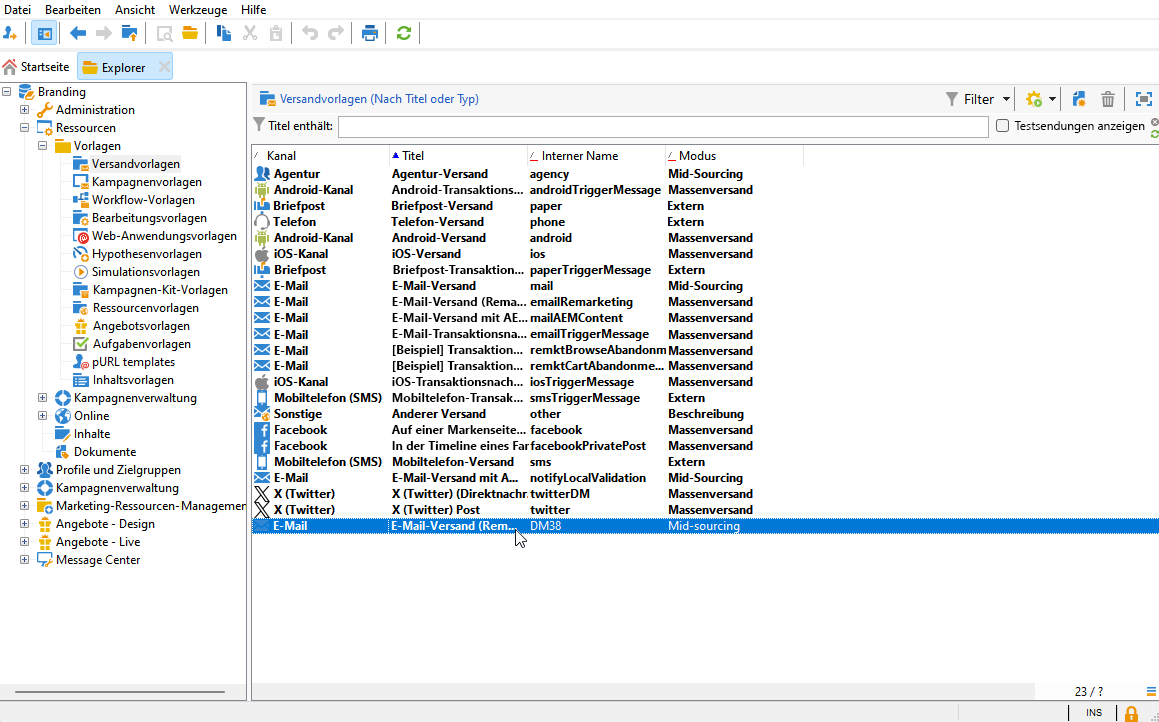 Datei Bearbeiten Ansicht Werkzeuge Hilfe
Startseite Explorer
Branding
Administration
Ressourcen
Vorlagen
Versandvorlagen
Kampagnenvorlagen
Workflow-Vorlagen
Bearbeitungsvorlagen
Web-Anwendungsvorlagen
Hypothesenvorlagen
Simulationsvorlagen
Kampagnen-Kit-Vorlagen
Ressourcenvorlagen
Angebotsvorlagen
Aufgabenvorlagen
pURL templates
Inhaltsvorlagen
Kampagnenverwaltung
Online
Inhalte
Dokumente
Profile und Zielgruppen
Kampagnenverwaltung
Marketing-Ressourcen-Managemen
Angebote - Design
Angebote - Live
Message Center
Versandvorlagen (Nach Titel oder Typ) Filter
Titel enthält: Testsendungen anzeigen
Kanal Titel Interner Name Modus
Agentur Agentur-Versand agency Mid-Sourcing
Android-Kanal Android-Transaktions... androidTriggerMessage Massenversand
Briefpost Briefpost-Versand paper Extern
Telefon Telefon-Versand phone Extern
Android-Kanal Android-Versand android Massenversand
iOS-Kanal iOS-Versand ios Massenversand
Briefpost Briefpost-Transaktion... paperTriggerMessage Extern
E-Mail E-Mail-Versand mail Mid-Sourcing
E-Mail E-Mail-Versand (Rema... emailRemarketing Massenversand
E-Mail E-Mail-Versand mit AE... mailAEMContent Massenversand
E-Mail E-Mail-Transaktionsna... emailTriggerMessage Massenversand
E-Mail [Beispiel] Transaktion... remktBrowseAbandonm Massenversand
E-Mail [Beispiel] Transaktion... remktCartAbandonme... Massenversand
iOS-Kanal iOS-Transaktionsnach... iosTriggerMessage Massenversand
Mobiltelefon (SMS) Mobiltelefon-Transak... smsTriggerMessage Extern
Sonstige Anderer Versand other Beschreibung
Facebook Auf einer Markenseite... facebook Massenversand
Facebook In der Timeline eines Far facebookPrivatePost Massenversand
Mobiltelefon (SMS) Mobiltelefon-Versand sms Extern
E-Mail E-Mail-Versand mit A... notifyLocalValidation Mid-Sourcing
X (Twitter) X (Twitter) (Direktnachr. twitterDM Massenversand
X (Twitter) X (Twitter) Post twitter Massenversand
E-Mail E-Mail-Versand (Rem... DM38 Mid-sourcing
23 / ?
INS